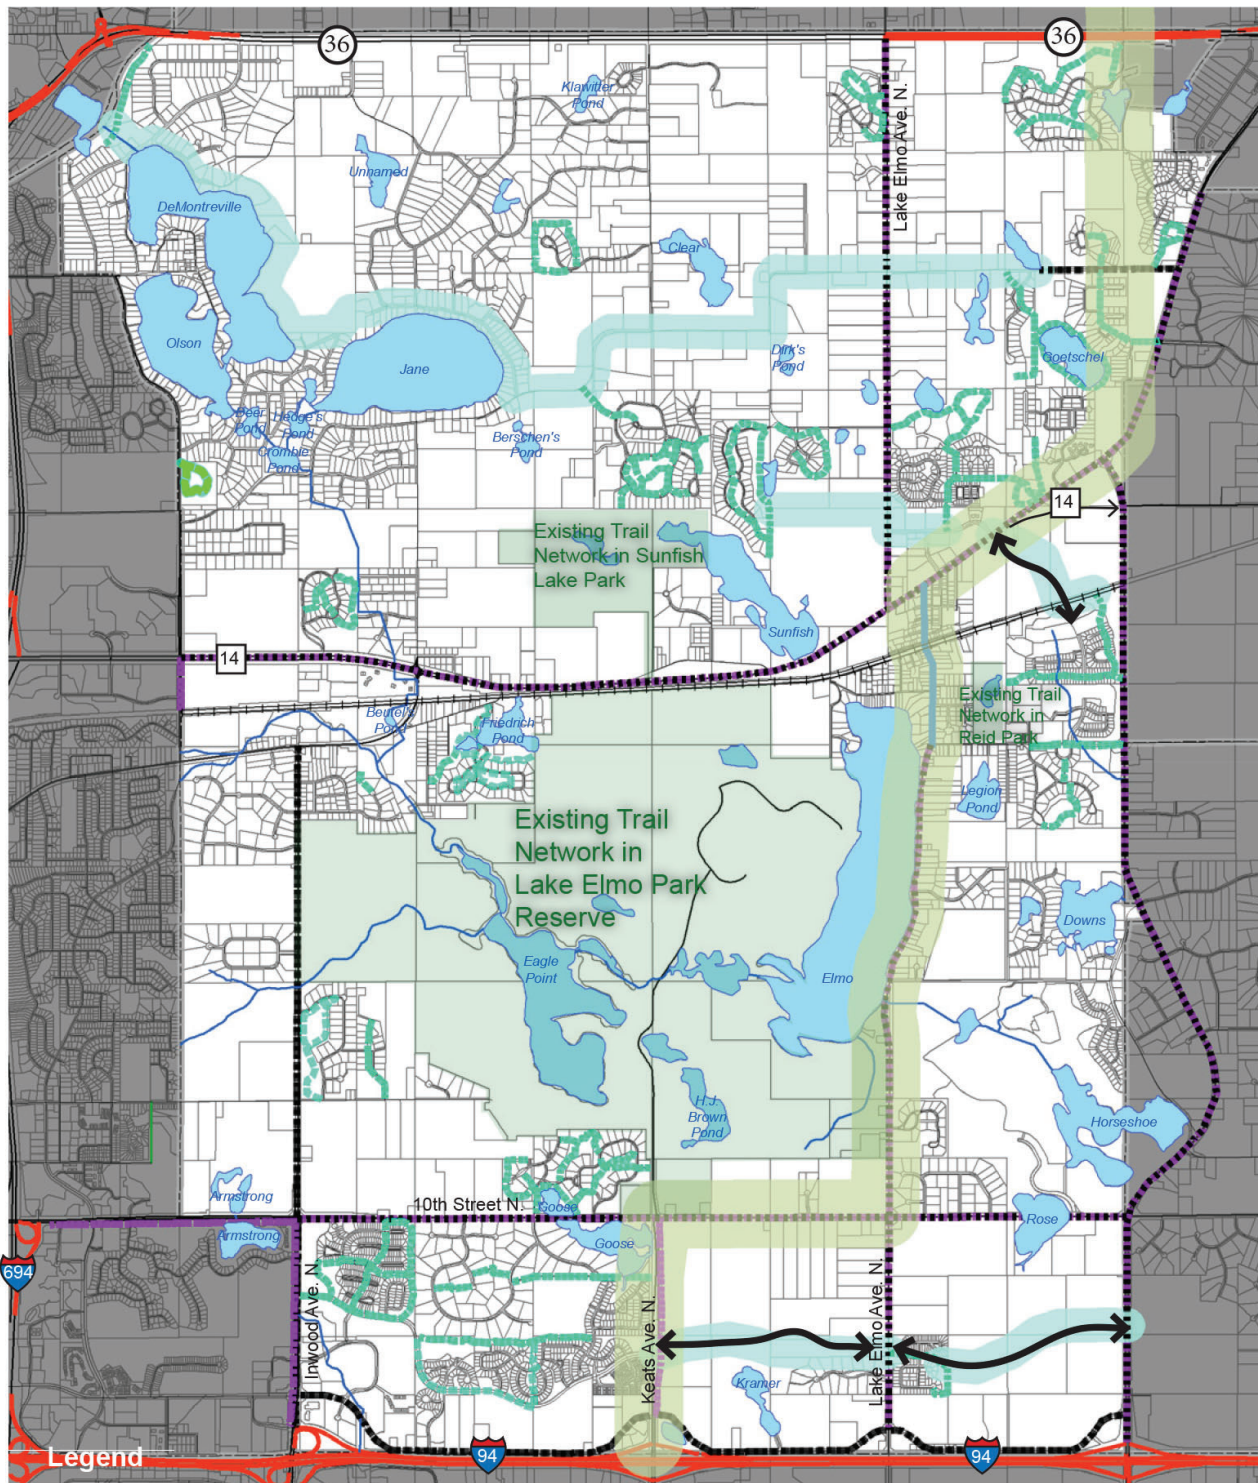 36
36
Klawitter
Pond
Lake Elmo Ave. N.
Unnamed
DeMontreville
Clear
Olson
Jane
Dirk's
Pond
Goetschel
Beer
Pond
Hedge's
Pond
Crombie
Pond
Berschen's
Pond
14
Existing Trail
Network in Sunfish
Lake Park
Sunfish
14
Existing Trail
Network in
Reid Park
Beutel's
Pond
Friedrich
Pond
Legion
Pond
Existing Trail
Network in
Lake Elmo Park
Reserve
Downs
Eagle
Point
Elmo
H.J.
Brown
Pond
Horseshoe
Armstrong
10th Street N.
Goose
Rose
Armstrong
Goose
694
Inwood Ave. N.
Keats Ave. N.
Lake Elmo Ave. N.
Kramer
Legend
94
94